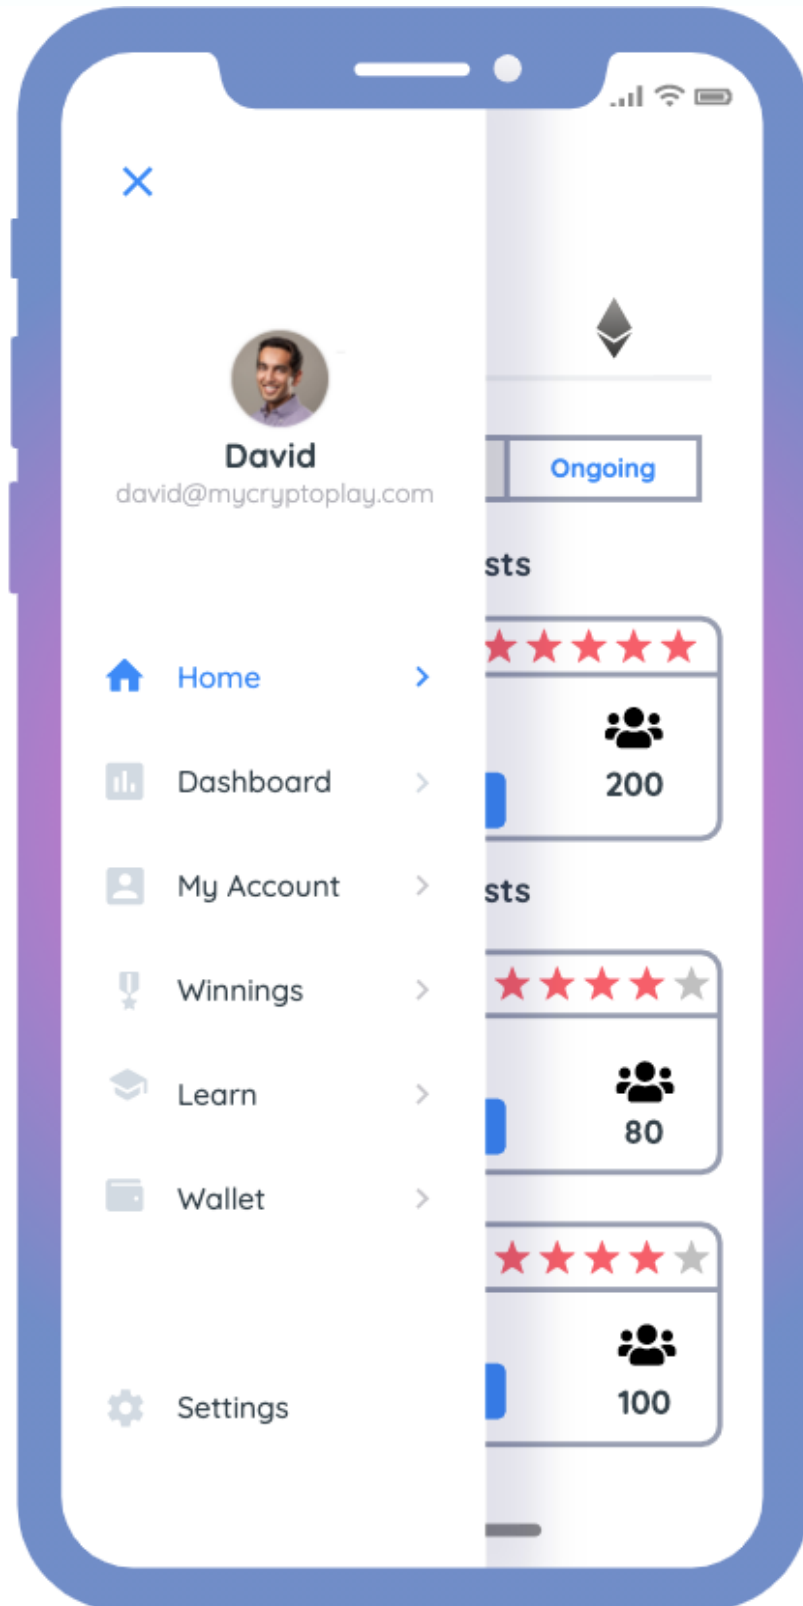 David
david@mycryptoplay.com
Ongoing
sts
Home
200
Dashboard
My Account
sts
Winnings
Learn
80
Wallet
Settings
100